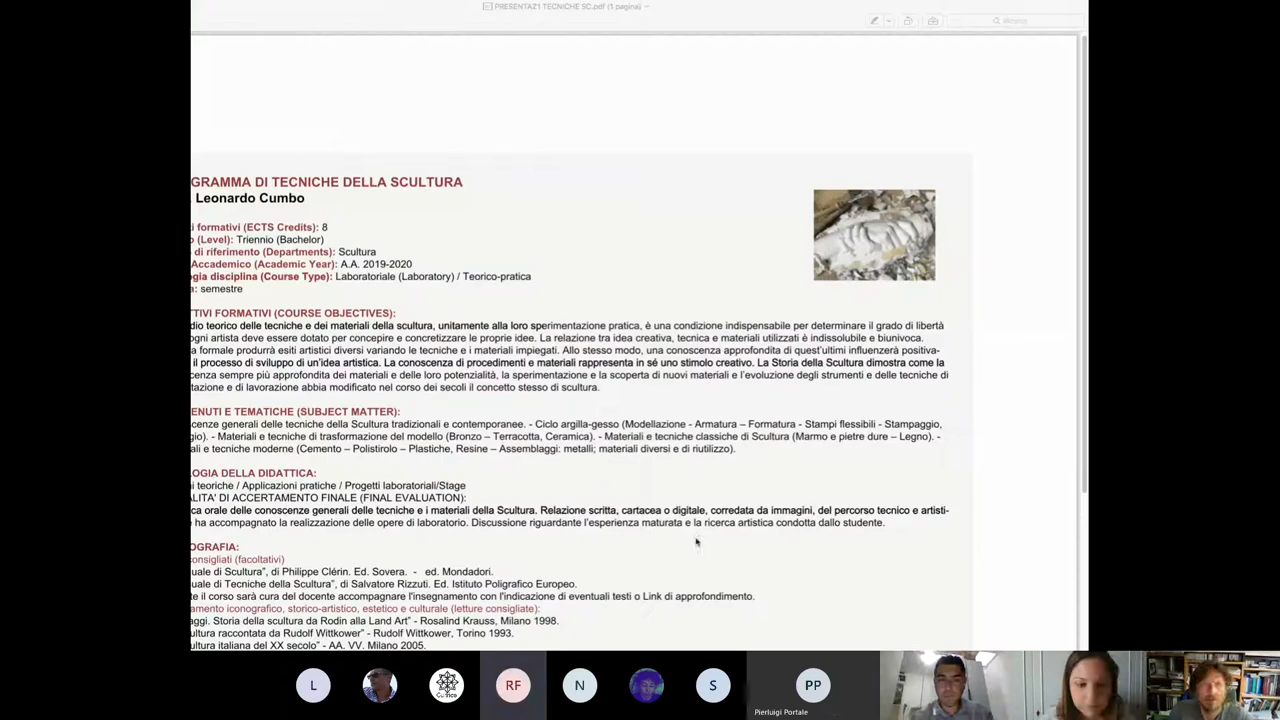 PRESENTAZ1 TECNICHE SC.pdf (1 pagina)
Ricerca
GRAMMA DI TECNICHE DELLA SCULTURA
. Leonardo Cumbo
i formativi (ECTS Credits): 8
o (Level): Triennio (Bachelor)
di riferimento (Departments): Scultura
Accademico (Academic Year): A.A. 2019-2020
ogia disciplina (Course Type): Laboratoriale (Laboratory) / Teorico-pratica
a: semestre
TTIVI FORMATIVI (COURSE OBJECTIVES):
dio teorico delle tecniche e dei materiali della scultura, unitamente alla loro sperimentazione pratica, è una condizione indispensabile per determinare il grado di libertà
ogni artista deve essere dotato per concepire e concretizzare le proprie idee. La relazione tra idea creativa, tecnica e materiali utilizzati è indissolubile e biunivoca.
a formale produrrà esiti artistici diversi variando le tecniche e i materiali impiegati. Allo stesso modo, una conoscenza approfondita di quest'ultimi influenzerà positiva-
il processo di sviluppo di un'idea artistica. La conoscenza di procedimenti e materiali rappresenta in sé uno stimolo creativo. La Storia della Scultura dimostra come la
cenza sempre più approfondita dei materiali e delle loro potenzialità, la sperimentazione e la scoperta di nuovi materiali e l'evoluzione degli strumenti e delle tecniche di
tazione e di lavorazione abbia modificato nel corso dei secoli il concetto stesso di scultura.
ENUTI E TEMATICHE (SUBJECT MATTER):
scenze generali delle tecniche della Scultura tradizionali e contemporanee. - Ciclo argilla-gesso (Modellazione - Armatura – Formatura - Stampi flessibili - Stampaggio,
gio). - Materiali e tecniche di trasformazione del modello (Bronzo – Terracotta, Ceramica). - Materiali e tecniche classiche di Scultura (Marmo e pietre dure – Legno). -
ali e tecniche moderne (Cemento – Polistirolo – Plastiche, Resine – Assemblaggi: metalli; materiali diversi e di riutilizzo).
LOGIA DELLA DIDATTICA:
ni teoriche / Applicazioni pratiche / Progetti laboratoriali/Stage
ALITA' DI ACCERTAMENTO FINALE (FINAL EVALUATION):
ca orale delle conoscenze generali delle tecniche e i materiali della Scultura. Relazione scritta, cartacea o digitale, corredata da immagini, del percorso tecnico e artisti-
ha accompagnato la realizzazione delle opere di laboratorio. Discussione riguardante l'esperienza maturata e la ricerca artistica condotta dallo studente.
OGRAFIA:
consigliati (facoltativi)
uale di Scultura", di Philippe Clérin. Ed. Sovera. - ed. Mondadori.
uale di Tecniche della Scultura", di Salvatore Rizzuti. Ed. Istituto Poligrafico Europeo.
te il corso sarà cura del docente accompagnare l'insegnamento con l'indicazione di eventuali testi o Link di approfondimento.
amento iconografico, storico-artistico, estetico e culturale (letture consigliate):
aggi. Storia della scultura da Rodin alla Land Art" - Rosalind Krauss, Milano 1998.
ultura raccontata da Rudolf Wittkower" - Rudolf Wittkower, Torino 1993.
ultura italiana del XX secolo" - AA. VV. Milano 2005.
L
RF
N
S
PP
Pierluigi Portale